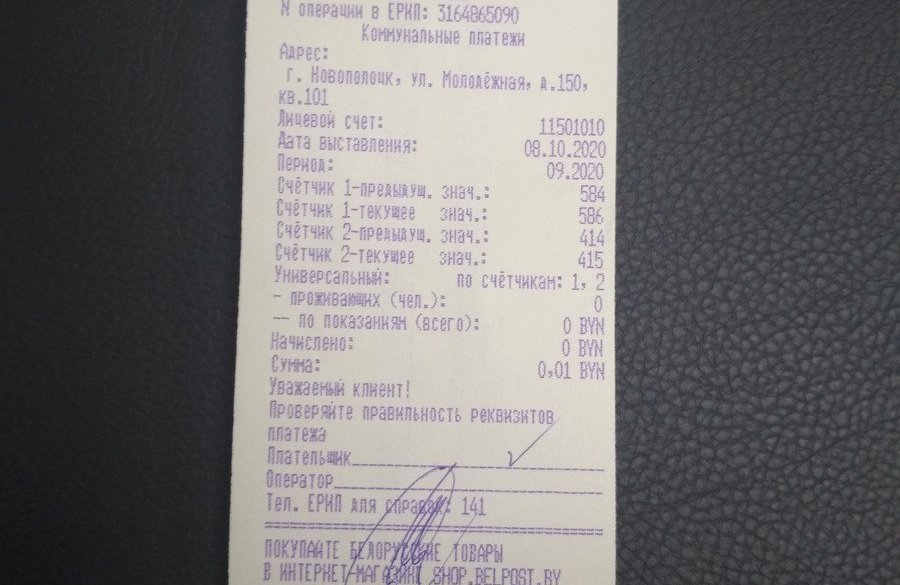 N операции в ЕРИП: 3164865090
Коммунальные платежи
Адрес:
г. Новополоцк, ул. Молодёжная, д.150,
кв.101
Лицевой счет: 11501010
Дата выставления: 08.10.2020
Период: 09.2020
Счётчик 1-предыдущ. знач.: 584
Счётчик 1-текущее знач.: 586
Счётчик 2-предыдущ. знач.: 414
Счётчик 2-текущее знач.: 415
Универсальный: по счётчикам: 1, 2
- проживающих (чел.): 0
-- по показаниям (всего): 0 BYN
Начислено: 0 BYN
Сумма: 0,01 BYN
Уважаемый клиент!
Проверяйте правильность реквизитов
платежа
Плательщик
Оператор
Тел. ЕРИП для справок: 141
ПОКУПАЙТЕ БЕЛОРУССКИЕ ТОВАРЫ
В ИНТЕРНЕТ-МАГАЗИНЕ SHOP.BELPOST.BY